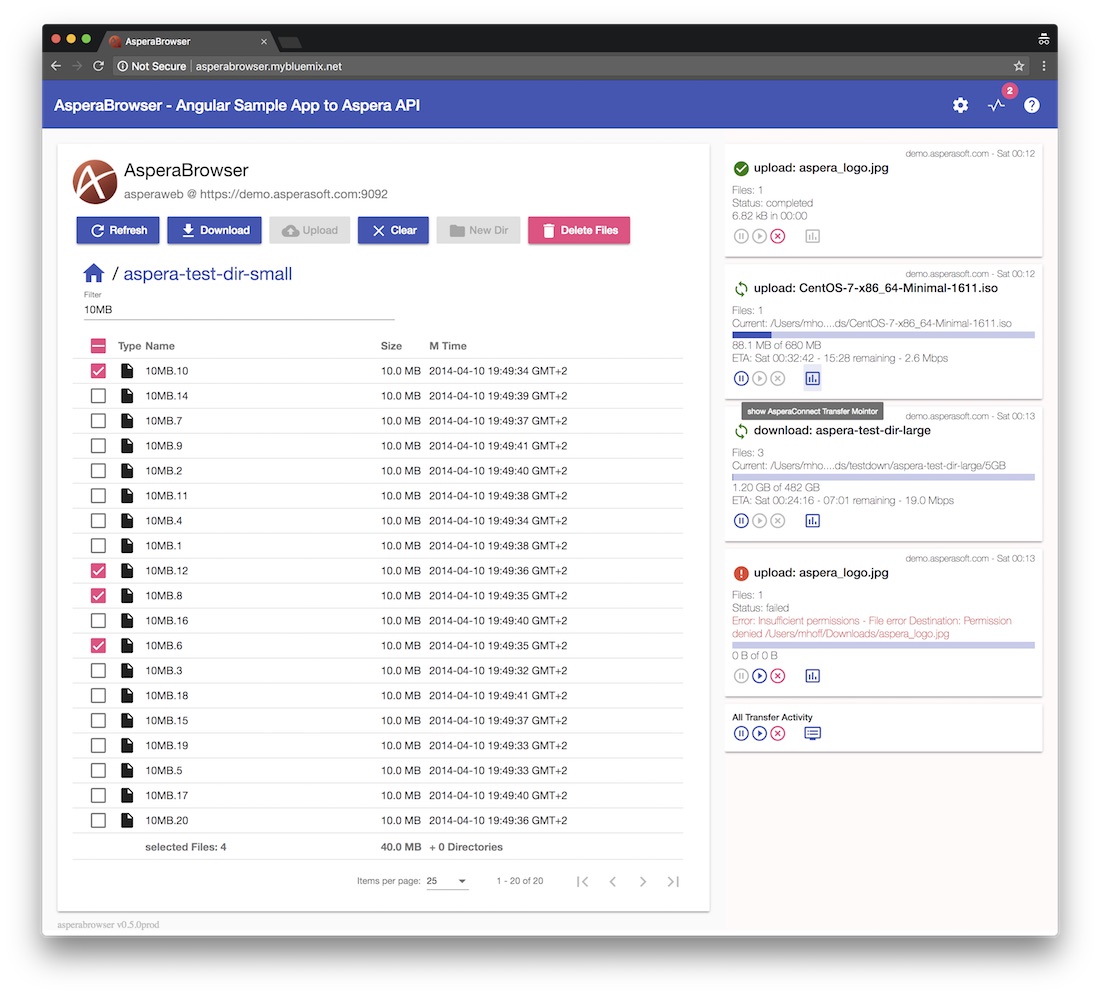 AsperaBrowser
Not Secure asperabrowser.mybluemix.net
AsperaBrowser - Angular Sample App to Aspera API
2
AsperaBrowser
asperaweb @ https://demo.asperasoft.com:9092
Refresh Download Upload Clear New Dir Delete Files
/ aspera-test-dir-small
Filter
10MB
Type Name Size M Time
10MB.10 10.0 MB 2014-04-10 19:49:34 GMT+2
10MB.14 10.0 MB 2014-04-10 19:49:39 GMT+2
10MB.7 10.0 MB 2014-04-10 19:49:37 GMT+2
10MB.9 10.0 MB 2014-04-10 19:49:41 GMT+2
10MB.2 10.0 MB 2014-04-10 19:49:40 GMT+2
10MB.11 10.0 MB 2014-04-10 19:49:38 GMT+2
10MB.4 10.0 MB 2014-04-10 19:49:34 GMT+2
10MB.1 10.0 MB 2014-04-10 19:49:38 GMT+2
10MB.12 10.0 MB 2014-04-10 19:49:36 GMT+2
10MB.8 10.0 MB 2014-04-10 19:49:35 GMT+2
10MB.16 10.0 MB 2014-04-10 19:49:40 GMT+2
10MB.6 10.0 MB 2014-04-10 19:49:35 GMT+2
10MB.3 10.0 MB 2014-04-10 19:49:32 GMT+2
10MB.18 10.0 MB 2014-04-10 19:49:41 GMT+2
10MB.15 10.0 MB 2014-04-10 19:49:37 GMT+2
10MB.19 10.0 MB 2014-04-10 19:49:33 GMT+2
10MB.5 10.0 MB 2014-04-10 19:49:33 GMT+2
10MB.17 10.0 MB 2014-04-10 19:49:40 GMT+2
10MB.20 10.0 MB 2014-04-10 19:49:36 GMT+2
selected Files: 4 40.0 MB + 0 Directories
Items per page: 25 1 - 20 of 20
asperabrowser v0.5.0prod
demo.asperasoft.com - Sat 00:12
upload: aspera_logo.jpg
Files: 1
Status: completed
6.82 kB in 00:00
demo.asperasoft.com - Sat 00:12
upload: CentOS-7-x86_64-Minimal-1611.iso
Files: 1
Current: /Users/mho....ds/CentOS-7-x86_64-Minimal-1611.iso
88.1 MB of 680 MB
ETA: Sat 00:32:42 - 15:28 remaining - 2.6 Mbps
show AsperaConnect Transfer Mointor
demo.asperasoft.com - Sat 00:13
download: aspera-test-dir-large
Files: 3
Current: /Users/mho....ds/testdown/aspera-test-dir-large/5GB
1.20 GB of 482 GB
ETA: Sat 00:24:16 - 07:01 remaining - 19.0 Mbps
demo.asperasoft.com - Sat 00:13
upload: aspera_logo.jpg
Files: 1
Status: failed
Error: Insufficient permissions - File error Destination: Permission
denied /Users/mhoff/Downloads/aspera_logo.jpg
0 B of 0 B
All Transfer Activity